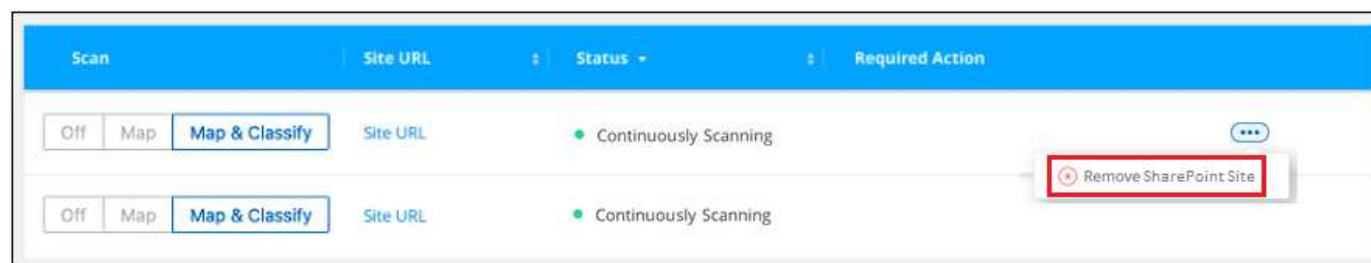 Scan Site URL Status Required Action
Off Map Map & Classify Site URL Continuously Scanning
Remove SharePoint Site
Off Map Map & Classify Site URL Continuously Scanning